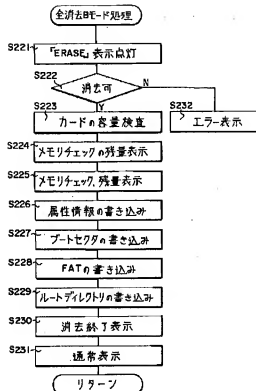 全消去Bモード処理
S221
「ERASE」表示点灯
S222
消去可
N
Y
S223
カードの容量検査
S232
エラー表示
S224
メモリチェックの残量表示
S225
メモリチェック、残量表示
S226
属性情報の書き込み
S227
ブートセクタの書き込み
S228
FATの書き込み
S229
ルートディレクトリの書き込み
S230
消去終了表示
S231
通常表示
リターン